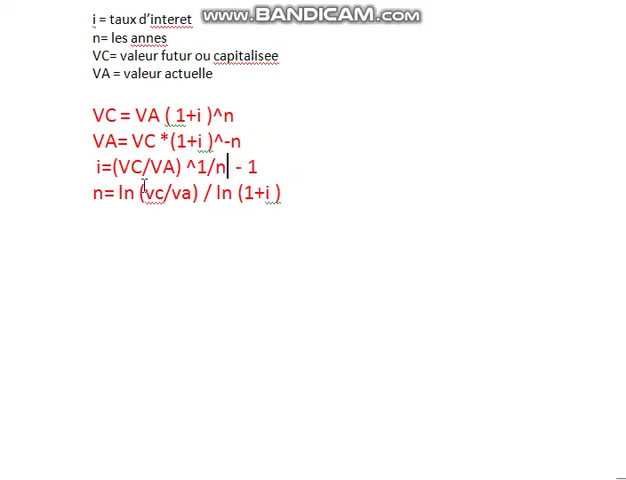 www.BANDICAM.com
i = taux d'interet
n= les annes
VC= valeur futur ou capitalisee
VA = valeur actuelle
VC = VA ( 1+i )^n
VA= VC *(1+i )^-n
i=(VC/VA) ^1/n - 1
n= ln (vc/va) / ln (1+i )